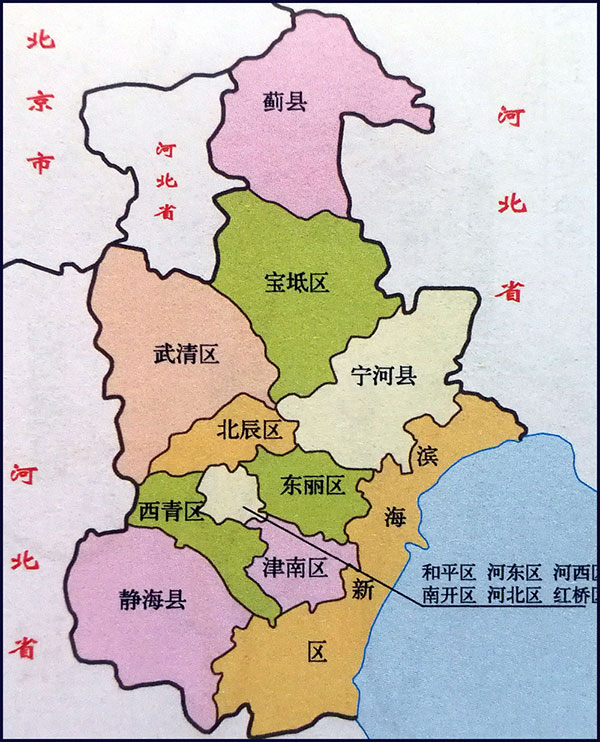 北京市
河北省
河北省
蓟县
宝坻区
武清区
宁河县
北辰区
滨海新区
东丽区
西青区
津南区
静海县
和平区 河东区 河西区
南开区 河北区 红桥区
河北省